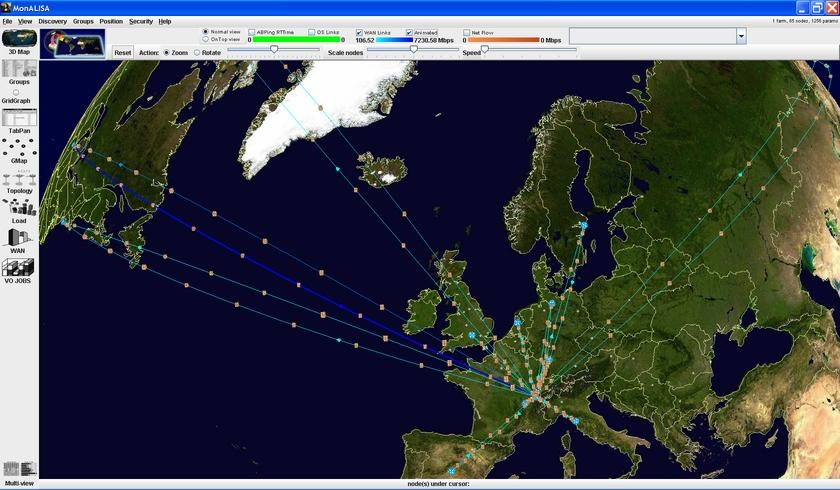 MonALISA
File View Discovery Groups Position Security Help
1 farm, 65 nodes, 1256 params
3D Map
Groups
GridGraph
TabPan
GMap
Topology
Load
WAN
VO JOBS
Multi-view
Normal view
OnTop view
ABPing RTTime
OS Links
0 0
WAN Links
Animated
106.52 7230.58 Mbps
Net Flow
0 0 Mbps
Reset Action: Zoom Rotate
Scale nodes
Speed
node(s) under cursor: